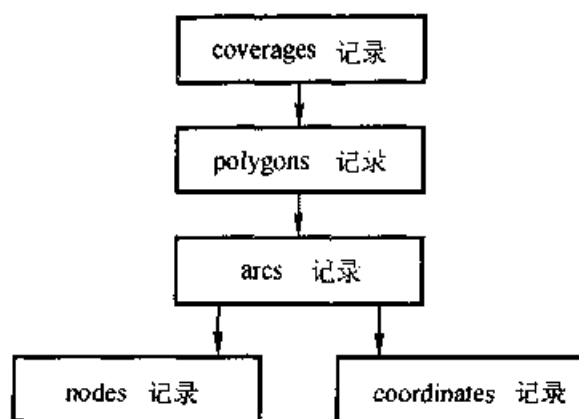 coverages 记录
polygons 记录
arcs 记录
nodes 记录
coordinates 记录